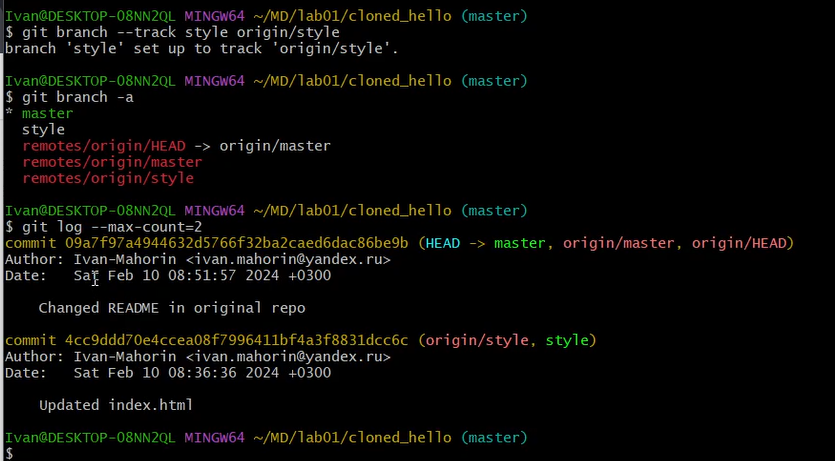 Ivan@DESKTOP-08NN2QL MINGW64 ~/MD/lab01/cloned_hello (master)
$ git branch --track style origin/style
branch 'style' set up to track 'origin/style'.
Ivan@DESKTOP-08NN2QL MINGW64 ~/MD/lab01/cloned_hello (master)
$ git branch -a
* master
  style
  remotes/origin/HEAD -> origin/master
  remotes/origin/master
  remotes/origin/style
Ivan@DESKTOP-08NN2QL MINGW64 ~/MD/lab01/cloned_hello (master)
$ git log --max-count=2
commit 09a7f97a4944632d5766f32ba2caed6dac86be9b (HEAD -> master, origin/master, origin/HEAD)
Author: Ivan-Mahorin <ivan.mahorin@yandex.ru>
Date:   Sat Feb 10 08:51:57 2024 +0300
    Changed README in original repo
commit 4cc9ddd70e4ccea08f7996411bf4a3f8831dcc6c (origin/style, style)
Author: Ivan-Mahorin <ivan.mahorin@yandex.ru>
Date:   Sat Feb 10 08:36:36 2024 +0300
    Updated index.html
Ivan@DESKTOP-08NN2QL MINGW64 ~/MD/lab01/cloned_hello (master)
$